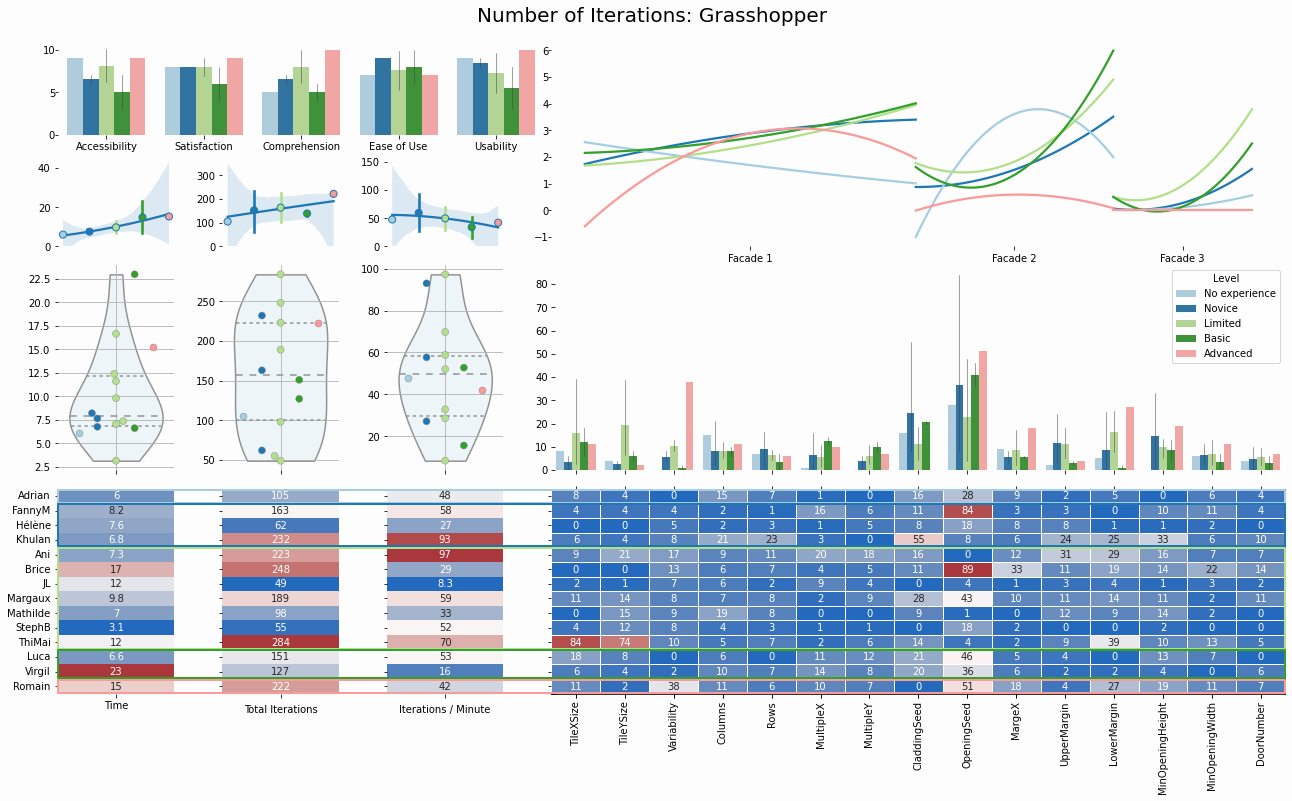 Number of Iterations: Grasshopper
10
5
0
Accessibility Satisfaction Comprehension Ease of Use Usability
40
20
0
300
200
100
0
150
100
50
0
6
5
4
3
2
1
0
−1
Facade 1 Facade 2 Facade 3
22.5
20.0
17.5
15.0
12.5
10.0
7.5
5.0
2.5
250
200
150
100
50
100
80
60
40
20
80
70
60
50
40
30
20
10
0
Level
No experience
Novice
Limited
Basic
Advanced
Adrian 6 105 48 8 4 0 15 7 1 0 16 28 9 2 5 0 6 4
FannyM 8.2 163 58 4 4 4 2 1 16 6 11 84 3 3 0 10 11 4
Hélène 7.6 62 27 0 0 5 2 3 1 5 8 18 8 8 1 1 2 0
Khulan 6.8 232 93 6 4 8 21 23 3 0 55 8 6 24 25 33 6 10
Ani 7.3 223 97 9 21 17 9 11 20 18 16 0 12 31 29 16 7 7
Brice 17 248 29 0 0 13 6 7 4 5 11 89 33 11 19 14 22 14
JL 12 49 8.3 2 1 7 6 2 9 4 0 4 1 3 4 1 3 2
Margaux 9.8 189 59 11 14 8 7 8 2 9 28 43 10 11 14 11 2 11
Mathilde 7 98 33 0 15 9 19 8 0 0 9 1 0 12 9 14 2 0
StephB 3.1 55 52 4 12 8 4 3 1 1 0 18 2 0 0 2 0 0
ThiMai 12 284 70 84 74 10 5 7 2 6 14 4 2 9 39 10 13 5
Luca 6.6 151 53 18 8 0 6 0 11 12 21 46 5 4 0 13 7 0
Virgil 23 127 16 6 4 2 10 7 14 8 20 36 6 2 2 4 0 6
Romain 15 222 42 11 2 38 11 6 10 7 0 51 18 4 27 19 11 7
Time Total Iterations Iterations / Minute
TileXSize
TileYSize
Variability
Columns
Rows
MultipleX
MultipleY
CladdingSeed
OpeningSeed
MargeX
UpperMargin
LowerMargin
MinOpeningHeight
MinOpeningWidth
DoorNumber